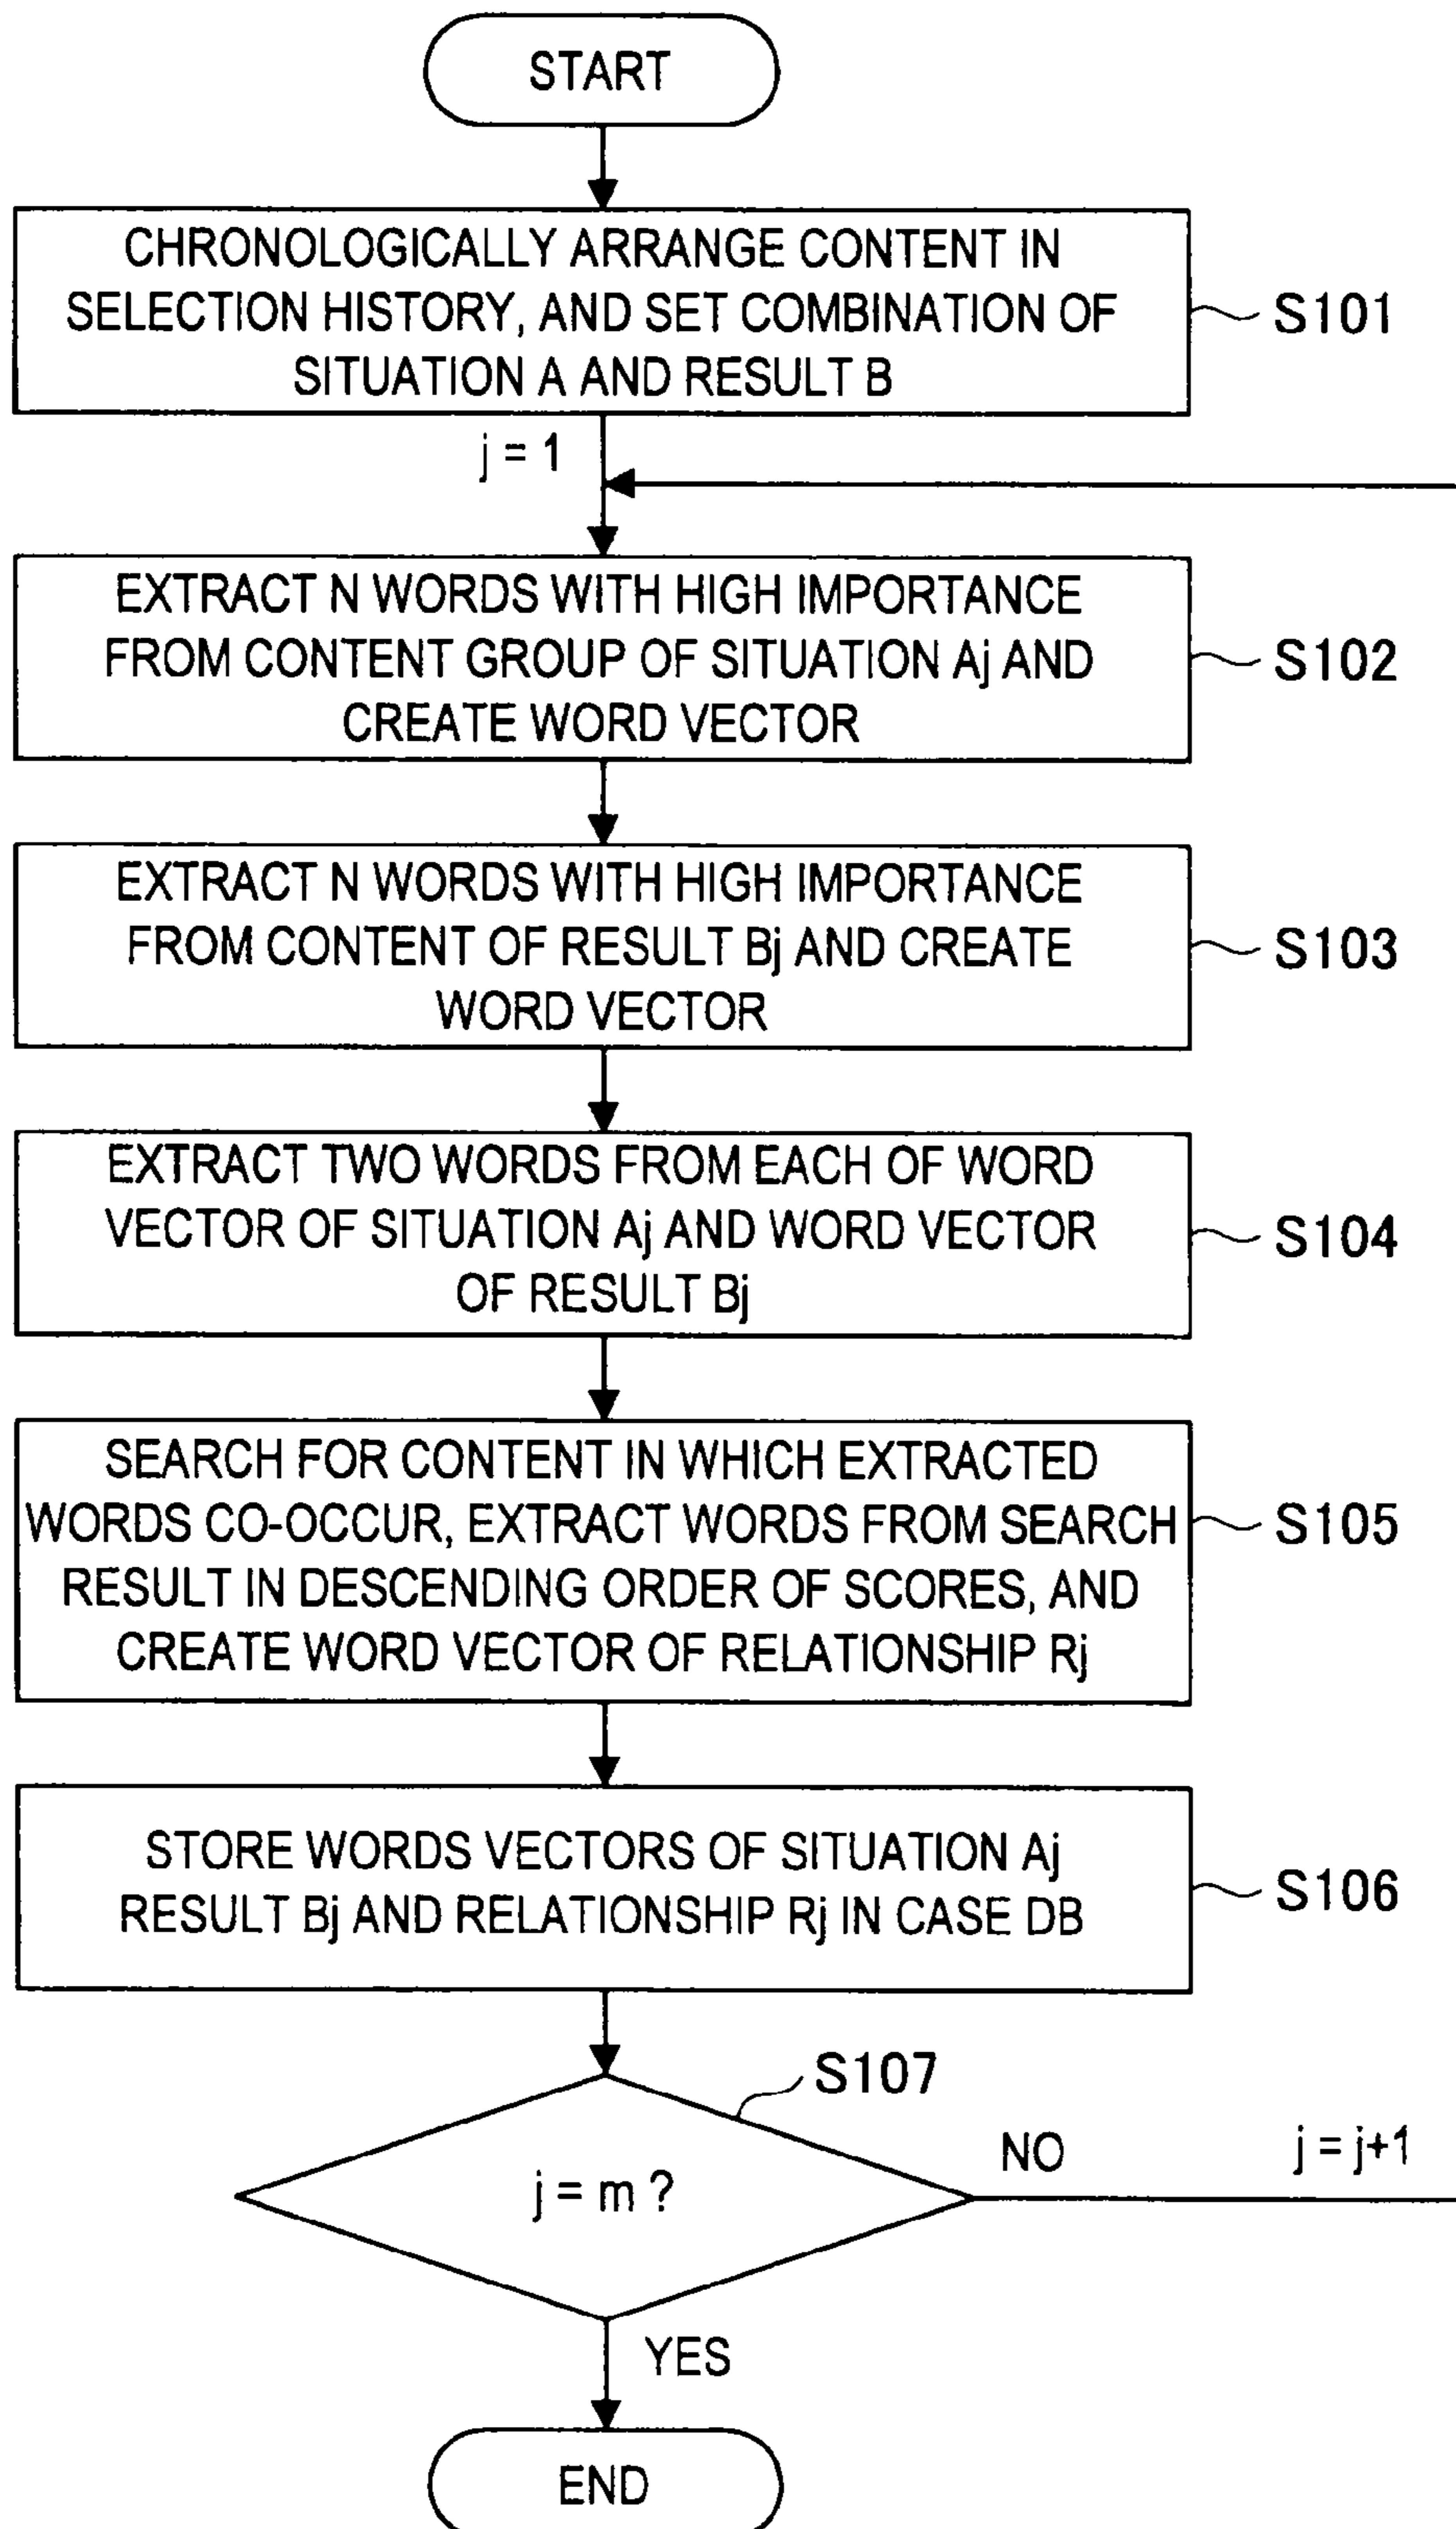 START
CHRONOLOGICALLY ARRANGE CONTENT IN
SELECTION HISTORY, AND SET COMBINATION OF
SITUATION A AND RESULT B
S101
j = 1
EXTRACT N WORDS WITH HIGH IMPORTANCE
FROM CONTENT GROUP OF SITUATION Aj AND
CREATE WORD VECTOR
S102
EXTRACT N WORDS WITH HIGH IMPORTANCE
FROM CONTENT OF RESULT Bj AND CREATE
WORD VECTOR
S103
EXTRACT TWO WORDS FROM EACH OF WORD
VECTOR OF SITUATION Aj AND WORD VECTOR
OF RESULT Bj
S104
SEARCH FOR CONTENT IN WHICH EXTRACTED
WORDS CO-OCCUR, EXTRACT WORDS FROM SEARCH
RESULT IN DESCENDING ORDER OF SCORES, AND
CREATE WORD VECTOR OF RELATIONSHIP Rj
S105
STORE WORDS VECTORS OF SITUATION Aj
RESULT Bj AND RELATIONSHIP Rj IN CASE DB
S106
S107
j = m ?
NO
j = j+1
YES
END